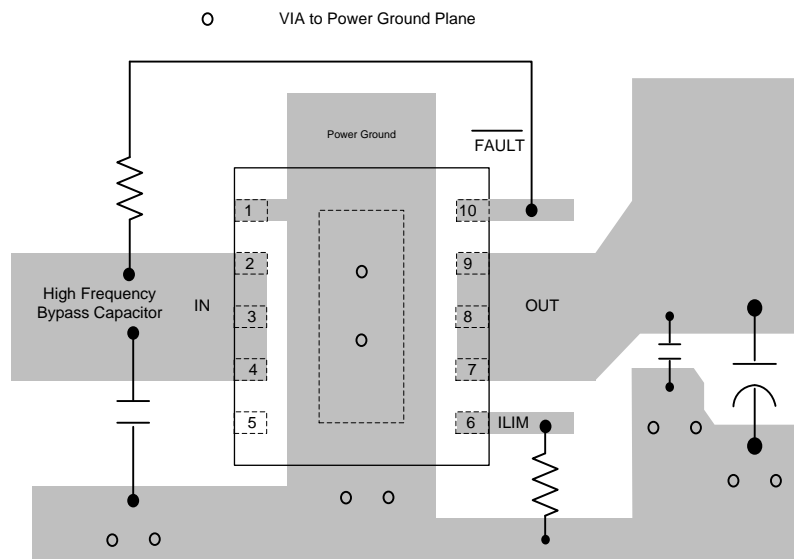 VIA to Power Ground Plane
Power Ground
FAULT
1
10
2
9
High Frequency
Bypass Capacitor
IN
3
8
OUT
4
7
5
6
ILIM